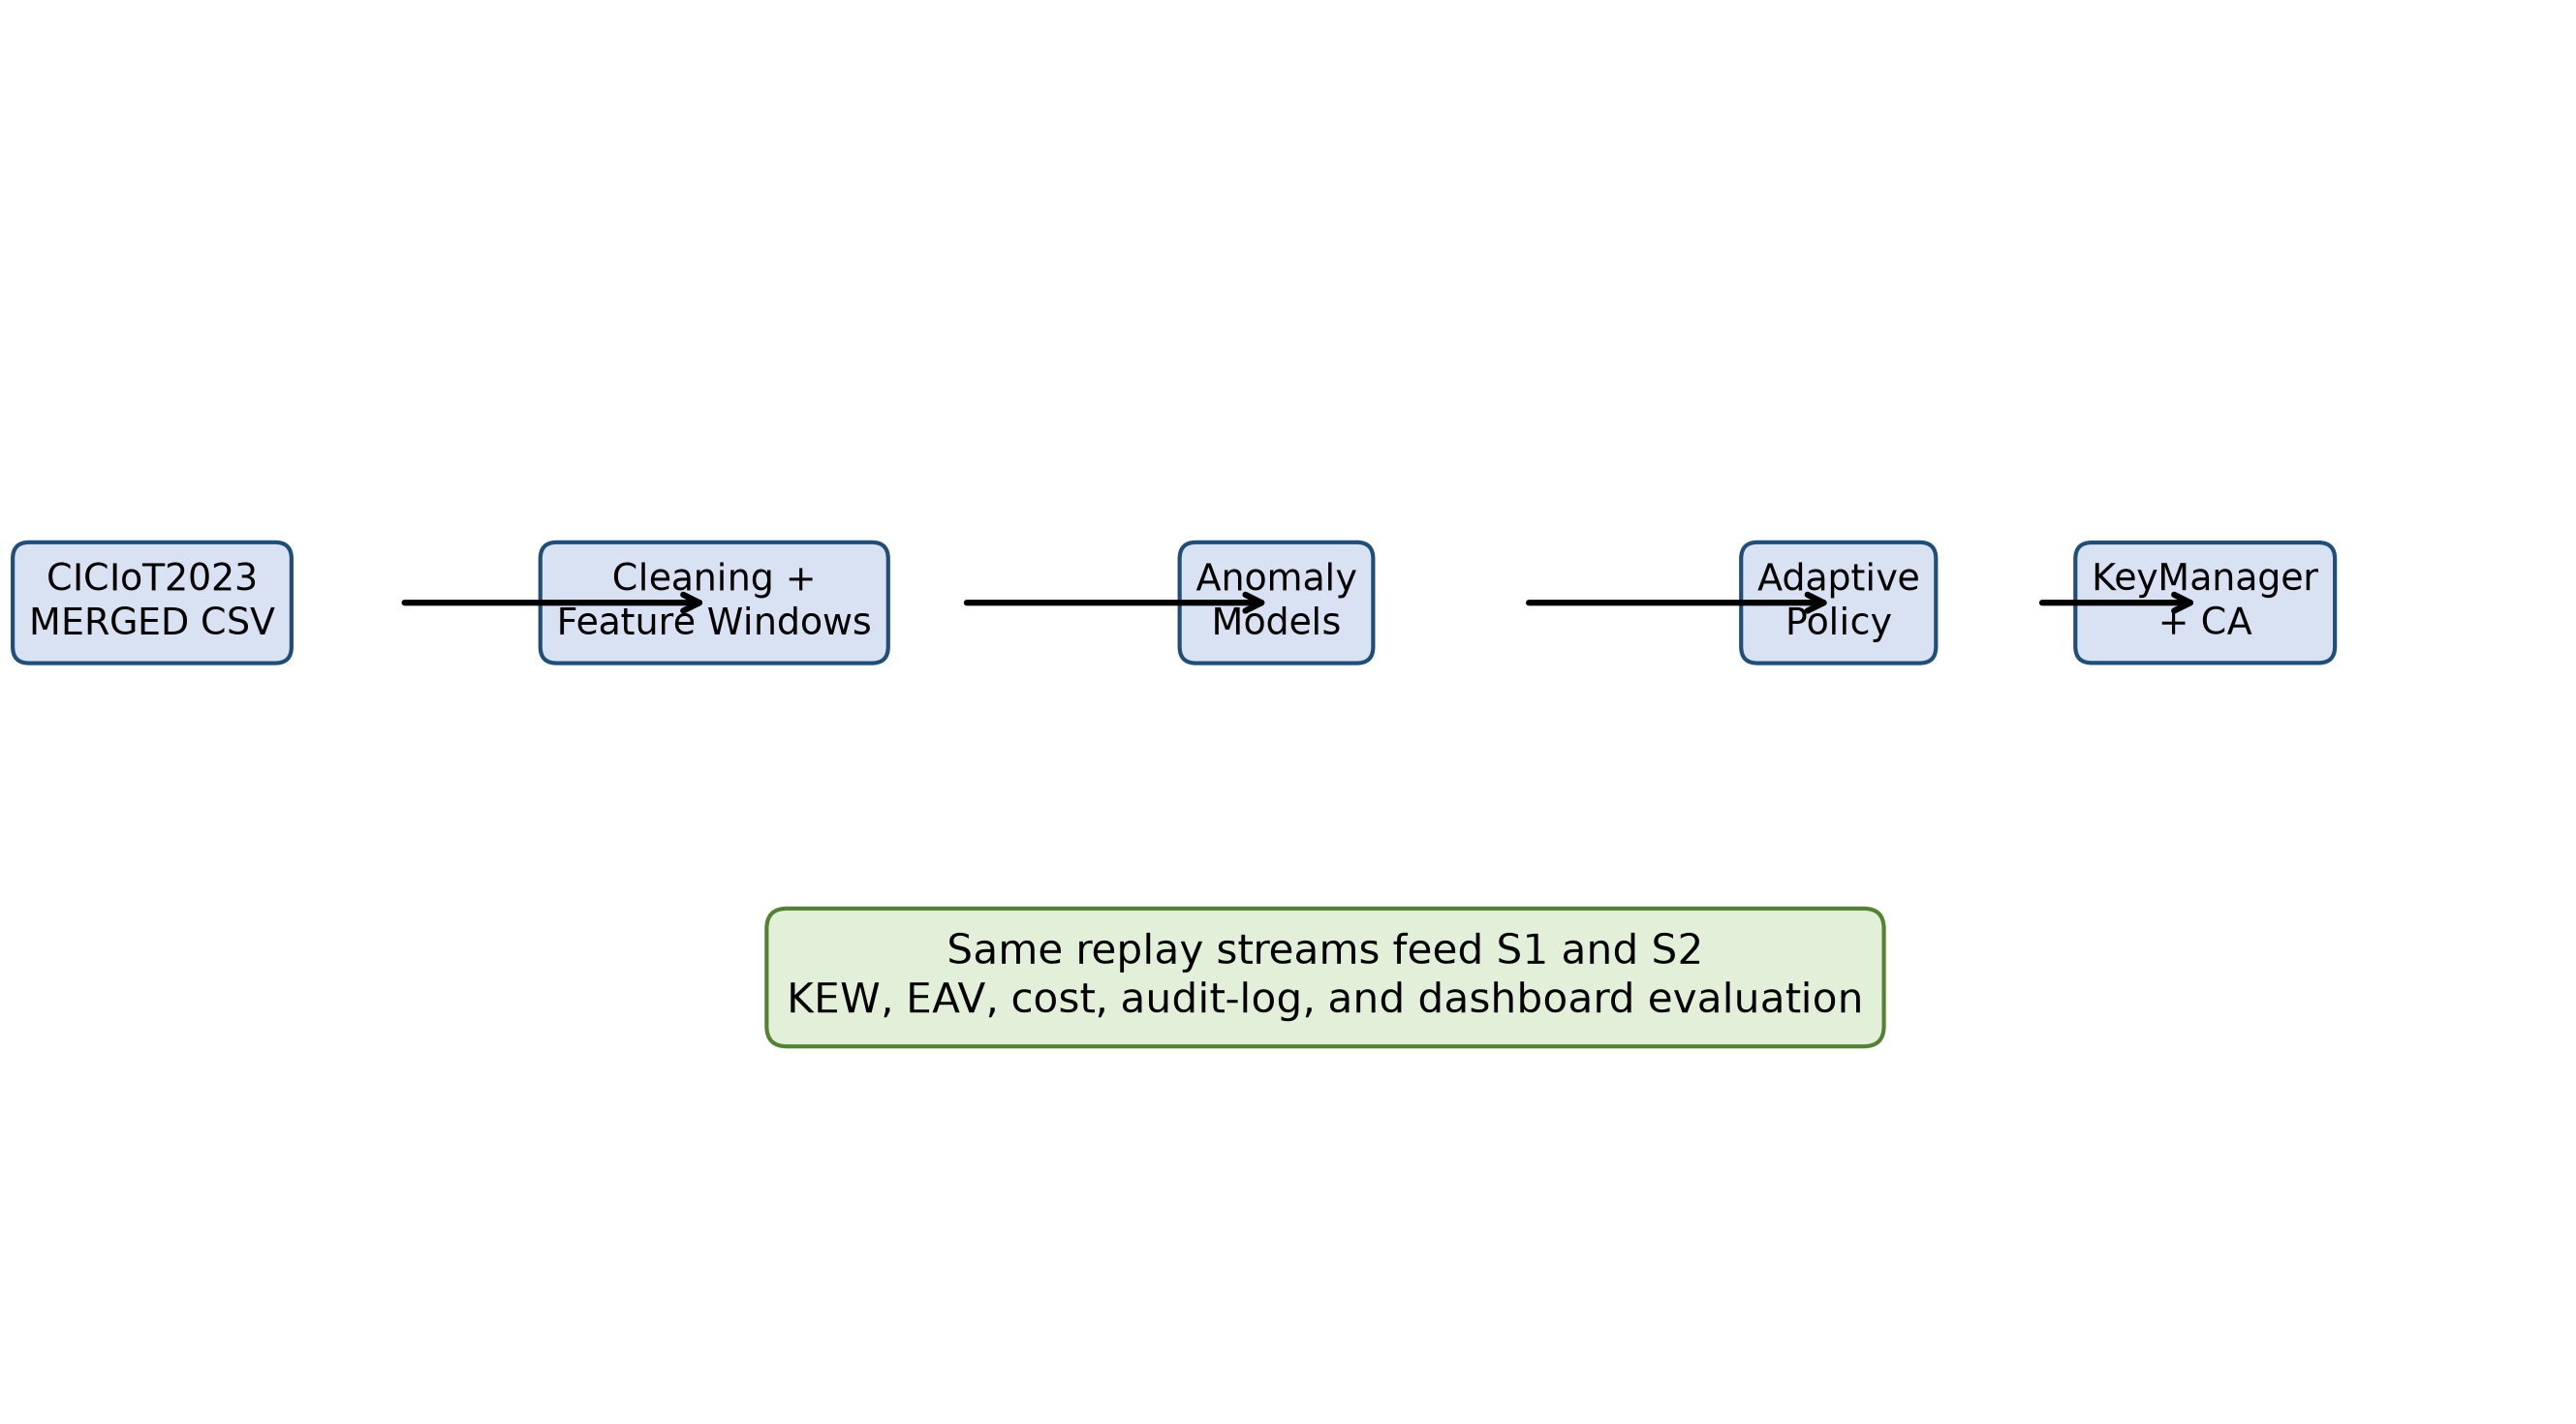 CICIoT2023
MERGED CSV
Cleaning +
Feature Windows
Anomaly
Models
Adaptive
Policy
KeyManager
+ CA
Same replay streams feed S1 and S2
KEW, EAV, cost, audit-log, and dashboard evaluation